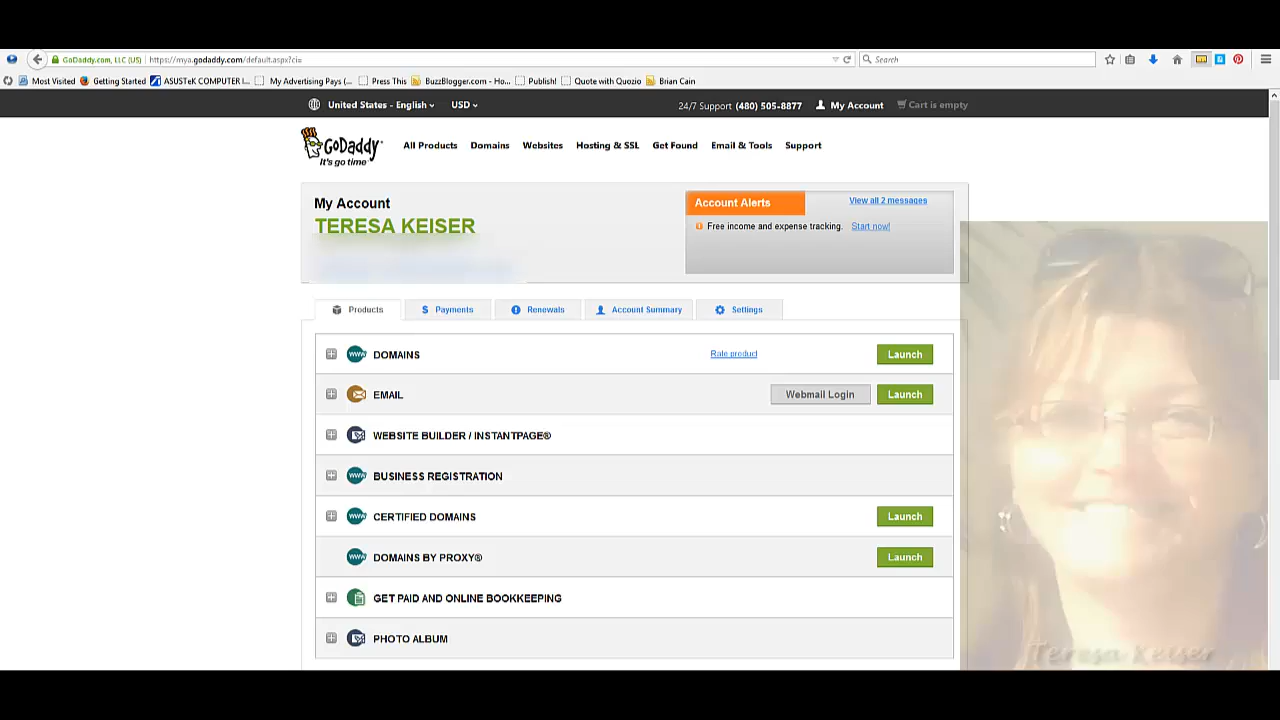 GoDaddy.com, LLC (US) https://mya.godaddy.com/default.aspx?ci=
Search
Most Visited Getting Started ASUSTeK COMPUTER I... My Advertising Pays (... Press This BuzzBlogger.com - Ho... Publish! Quote with Quozio Brian Cain
United States - English USD 24/7 Support (480) 505-8877 My Account Cart is empty
GoDaddy
It's go time
All Products Domains Websites Hosting & SSL Get Found Email & Tools Support
My Account
TERESA KEISER
Account Alerts View all 2 messages
Free income and expense tracking. Start now!
Products $ Payments Renewals Account Summary Settings
www DOMAINS Rate product Launch
EMAIL Webmail Login Launch
WEBSITE BUILDER / INSTANTPAGE®
www BUSINESS REGISTRATION
www CERTIFIED DOMAINS Launch
www DOMAINS BY PROXY® Launch
GET PAID AND ONLINE BOOKKEEPING
PHOTO ALBUM
Teresa Keiser